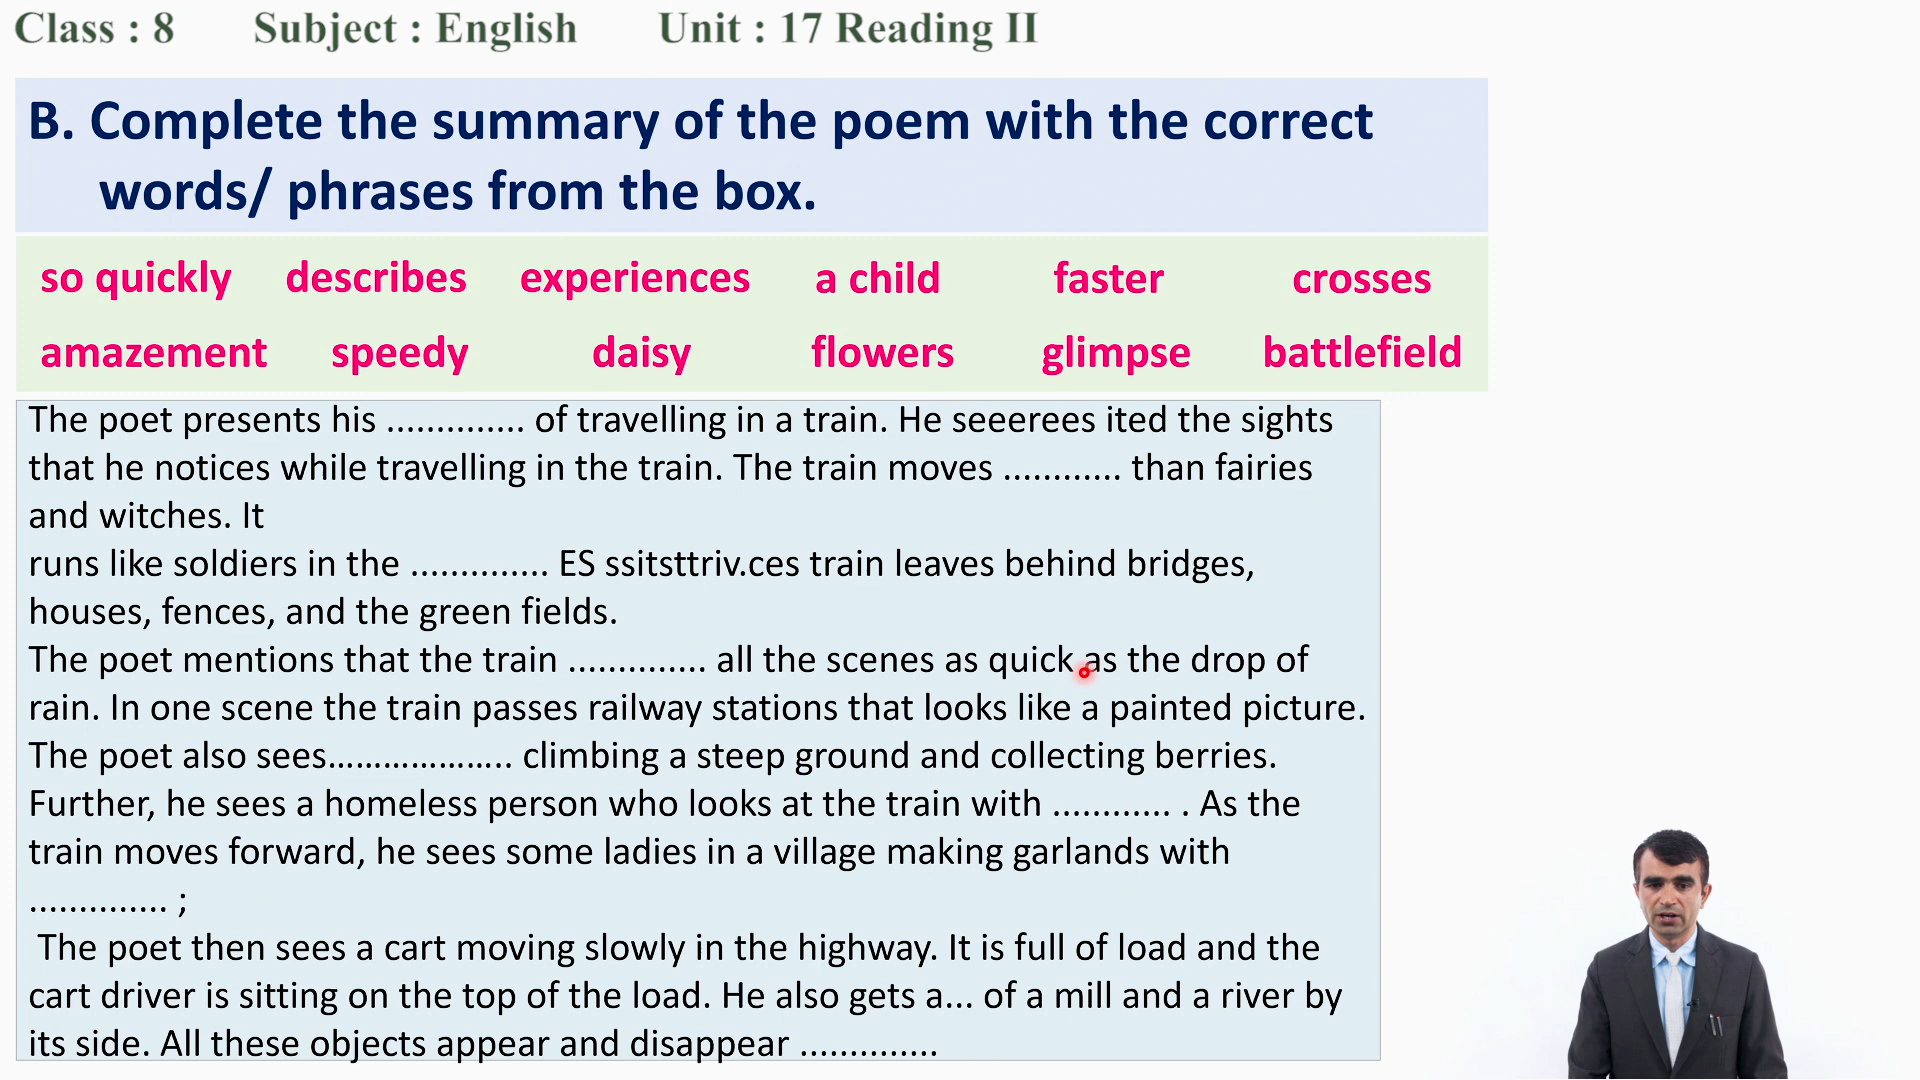 Class : 8 Subject : English Unit : 17 Reading II
B. Complete the summary of the poem with the correct
words/ phrases from the box.
so quickly describes experiences a child faster crosses
amazement speedy daisy flowers glimpse battlefield
The poet presents his .............. of travelling in a train. He seeerees ited the sights
that he notices while travelling in the train. The train moves ............ than fairies
and witches. It
runs like soldiers in the .............. ES ssitsttriv.ces train leaves behind bridges,
houses, fences, and the green fields.
The poet mentions that the train .............. all the scenes as quick as the drop of
rain. In one scene the train passes railway stations that looks like a painted picture.
The poet also sees……………….. climbing a steep ground and collecting berries.
Further, he sees a homeless person who looks at the train with ............ . As the
train moves forward, he sees some ladies in a village making garlands with
.............. ;
The poet then sees a cart moving slowly in the highway. It is full of load and the
cart driver is sitting on the top of the load. He also gets a... of a mill and a river by
its side. All these objects appear and disappear ..............